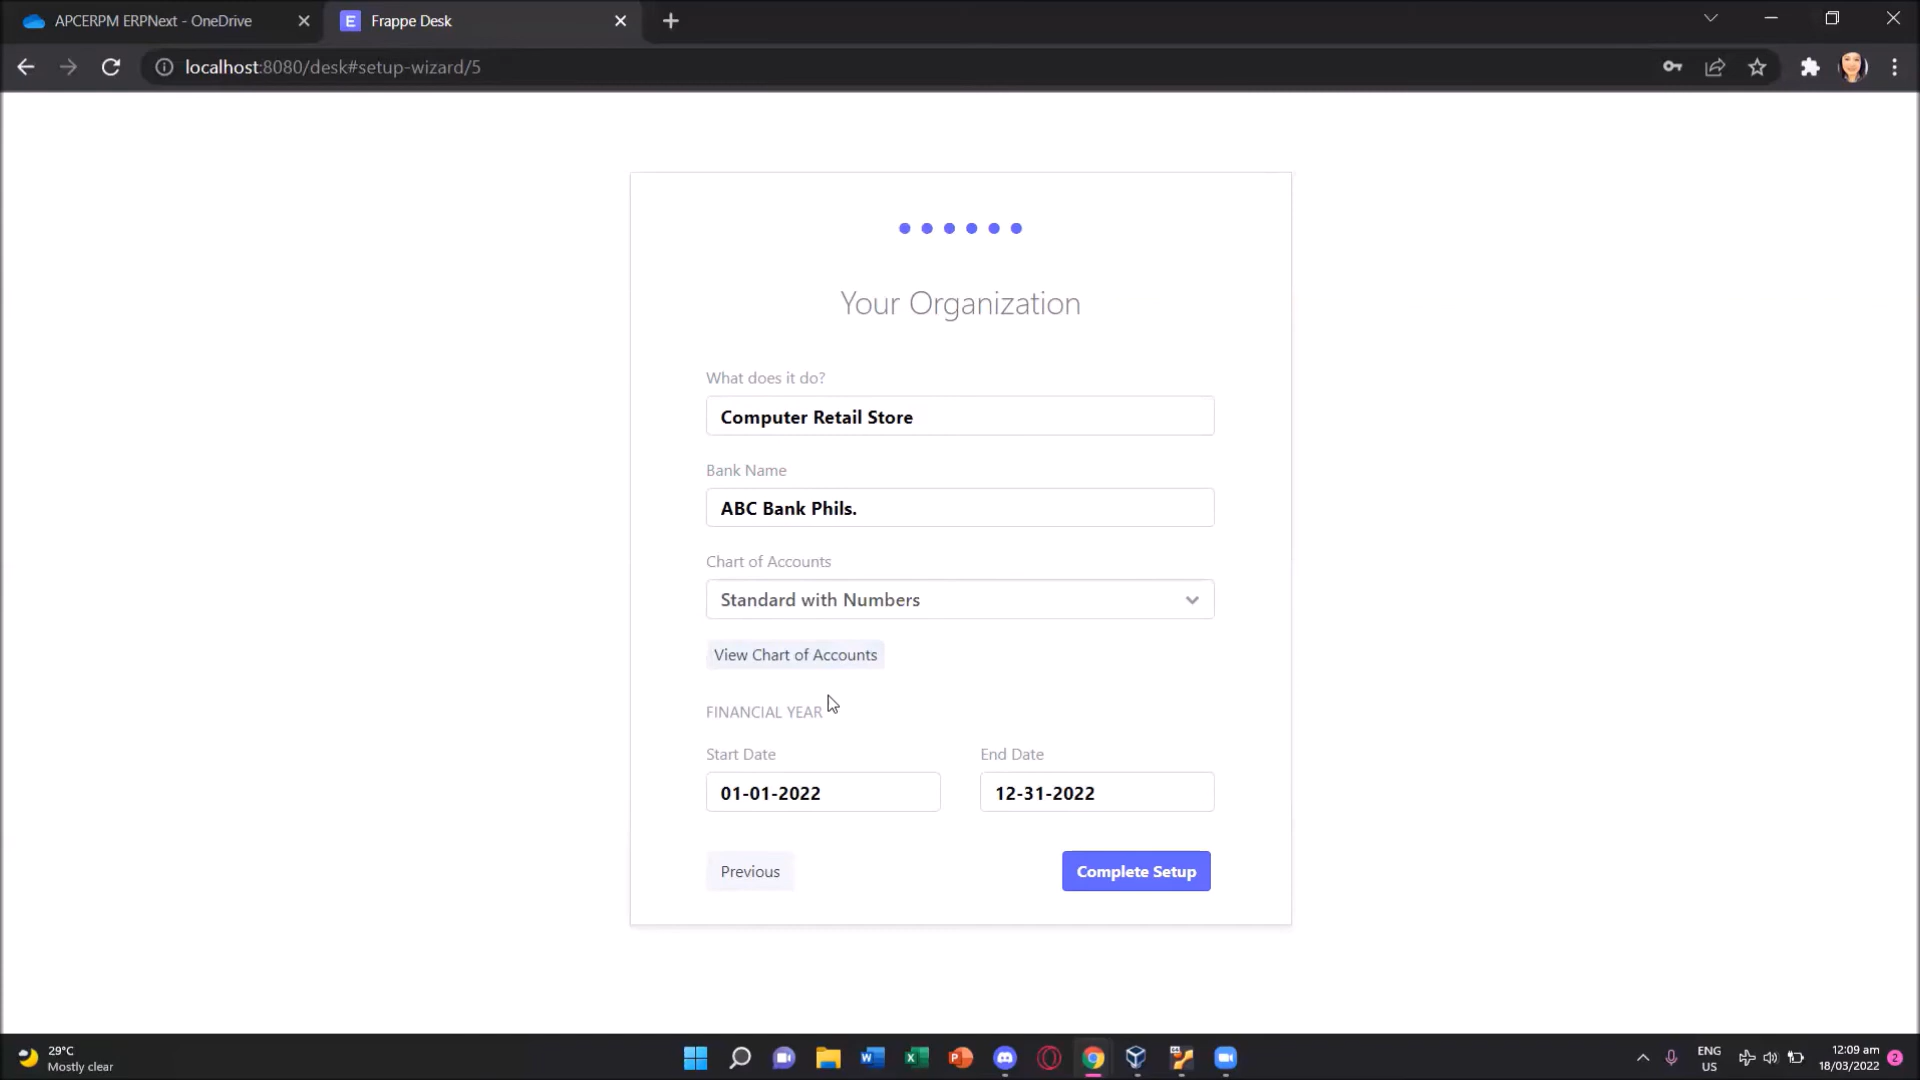 APCERPM ERPNext - OneDrive
E Frappe Desk
localhost:8080/desk#setup-wizard/5
Your Organization
What does it do?
Computer Retail Store
Bank Name
ABC Bank Phils.
Chart of Accounts
Standard with Numbers
View Chart of Accounts
FINANCIAL YEAR
Start Date
End Date
01-01-2022
12-31-2022
Previous
Complete Setup
29°C
Mostly clear
ENG
US
12:09 am
18/03/2022
2